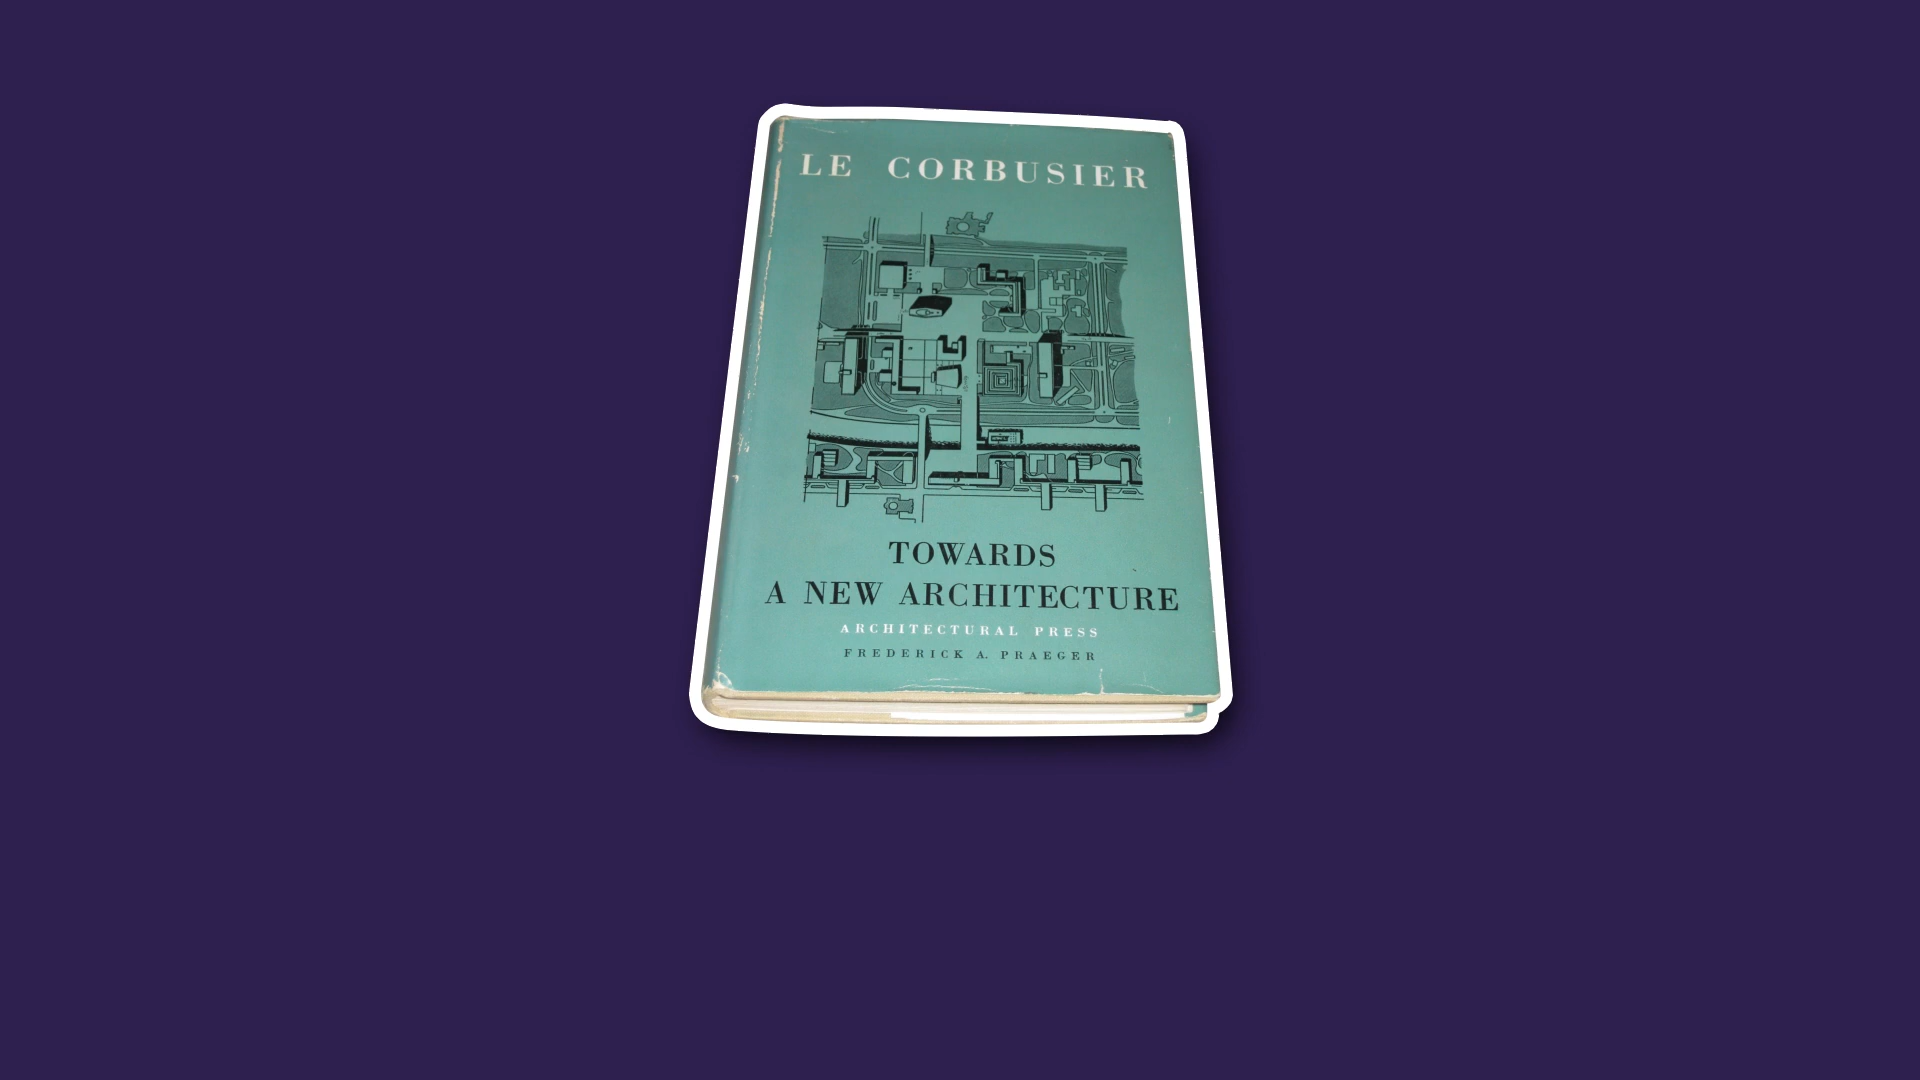 LE CORBUSIER
TOWARDS
A NEW ARCHITECTURE
ARCHITECTURAL PRESS
FREDERICK A. PRAEGER